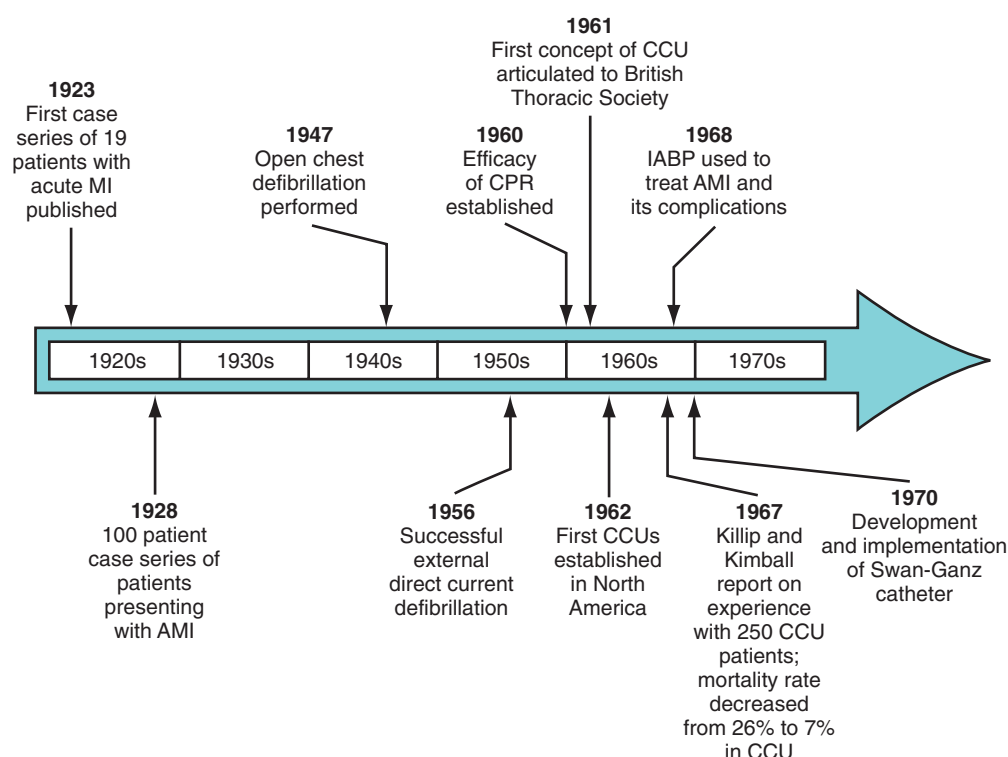 1961
First concept of CCU
articulated to British
Thoracic Society
1923
First case
series of 19
patients with
acute MI
published
1947
Open chest
defibrillation
performed
1960
Efficacy
of CPR
established
1968
IABP used to
treat AMI and
its complications
1920s
1930s
1940s
1950s
1960s
1970s
1928
100 patient
case series of
patients
presenting
with AMI
1956
Successful
external
direct current
defibrillation
1962
First CCUs
established
in North
America
1967
Killip and
Kimball
report on
experience
with 250 CCU
patients;
mortality rate
decreased
from 26% to 7%
in CCU
1970
Development
and implementation
of Swan-Ganz
catheter